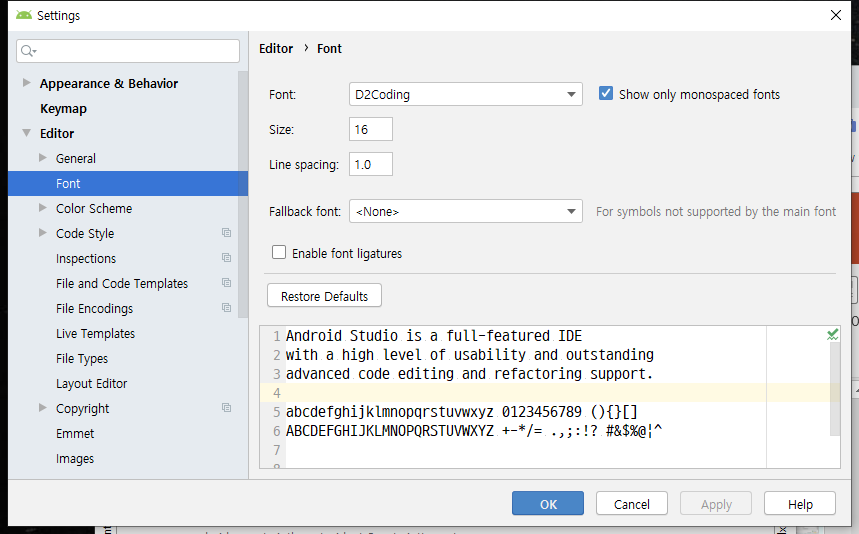 Settings
Appearance & Behavior
Keymap
Editor
General
Font
Color Scheme
Code Style
Inspections
File and Code Templates
File Encodings
Live Templates
File Types
Layout Editor
Copyright
Emmet
Images
Editor › Font
Font: D2Coding Show only monospaced fonts
Size: 16
Line spacing: 1.0
Fallback font: <None> For symbols not supported by the main font
Enable font ligatures
Restore Defaults
1 Android Studio is a full-featured IDE
2 with a high level of usability and outstanding
3 advanced code editing and refactoring support.
4
5 abcdefghijklmnopqrstuvwxyz 0123456789 (){}[]
6 ABCDEFGHIJKLMNOPQRSTUVWXYZ +-*/= .,;:!? #&$%@¦^
7
8
OK Cancel Apply Help